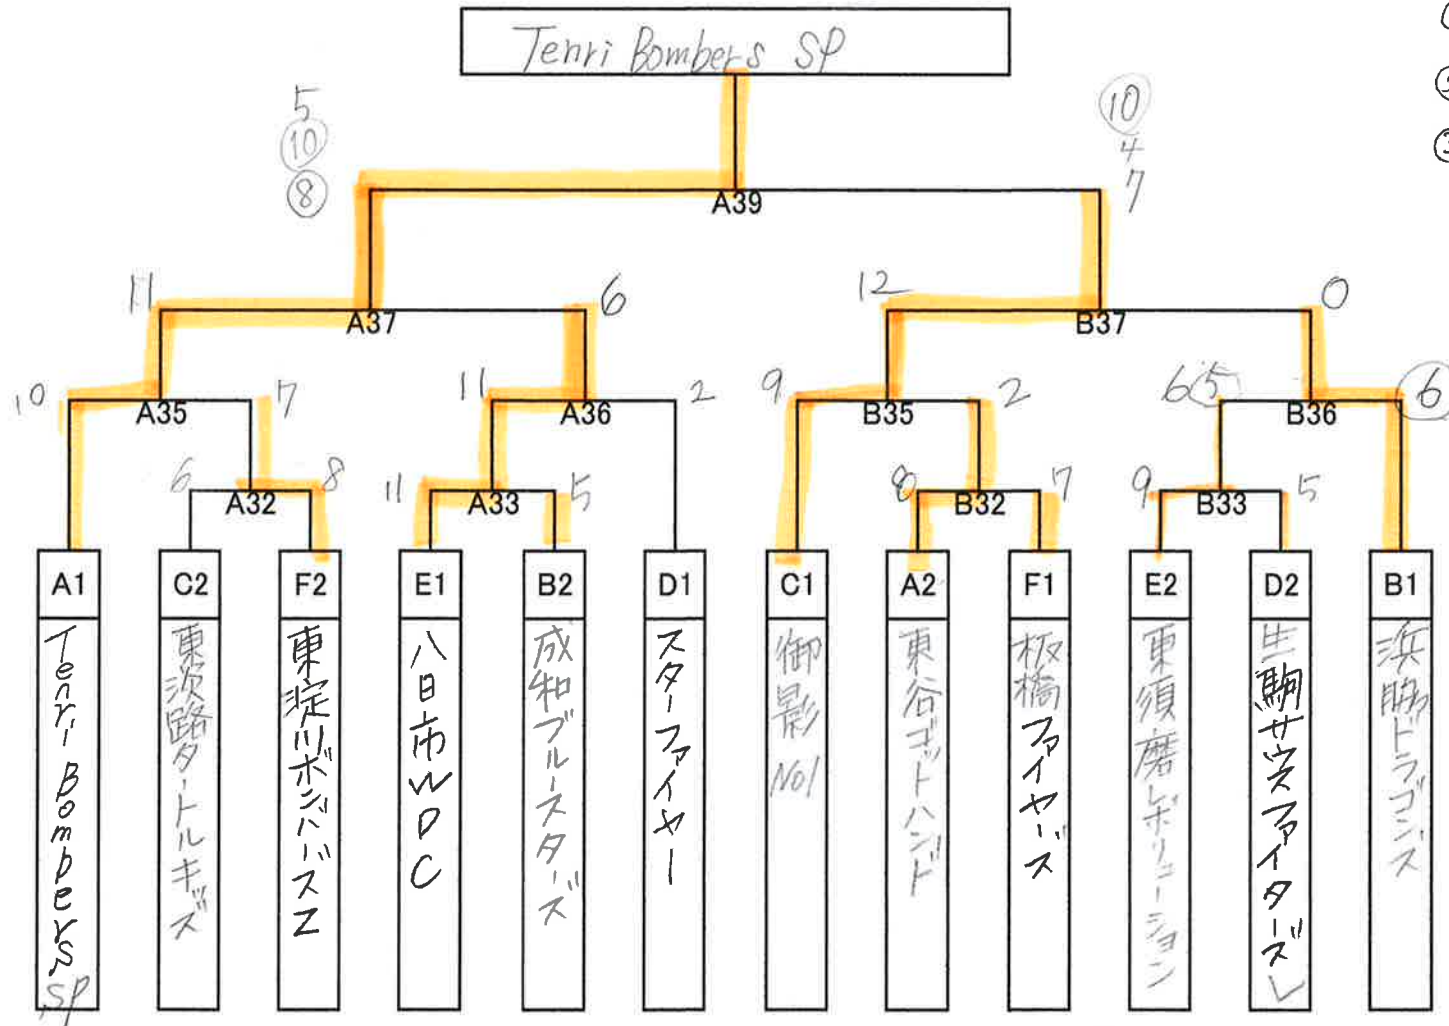 Tenri Bombers SP
5
⑩
⑩
4
⑧
7
A39
11
6
12
0
A37
B37
10
7
11
2
9
2
6⑤
⑥
A35
A36
B35
B36
6
8
11
5
8
7
9
5
A32
A33
B32
B33
A1
C2
F2
E1
B2
D1
C1
A2
F1
E2
D2
B1
Tenri Bombers SP
東淡路タートルキッズ
東淀川ボンバーズZ
八日市WDC
成和ブルースターズ
スターファイヤー
御影 NO1
東谷ゴットハンド
板橋ファイヤーズ
東須磨レボリューション
生駒サウスファイターズL
浜脇ドラゴンズ